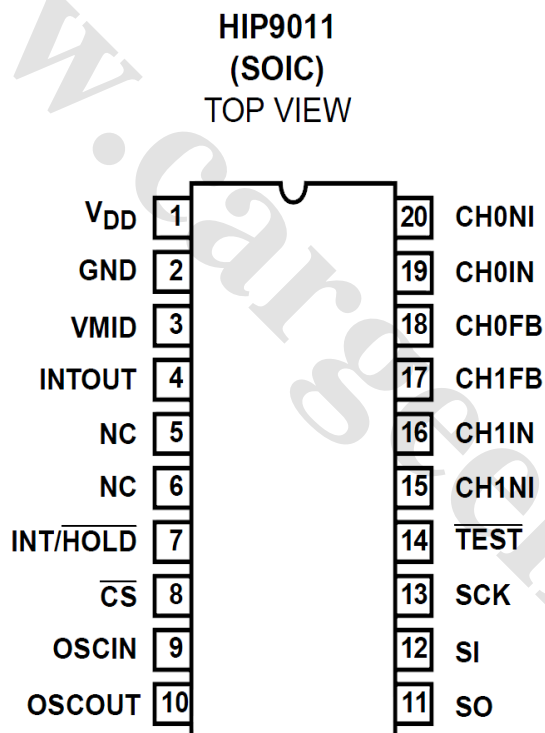 HIP9011
(SOIC)
TOP VIEW
VDD 1
GND 2
VMID 3
INTOUT 4
NC 5
NC 6
INT/HOLD 7
CS 8
OSCIN 9
OSCOUT 10
20 CH0NI
19 CH0IN
18 CH0FB
17 CH1FB
16 CH1IN
15 CH1NI
14 TEST
13 SCK
12 SI
11 SO
w.cargeek